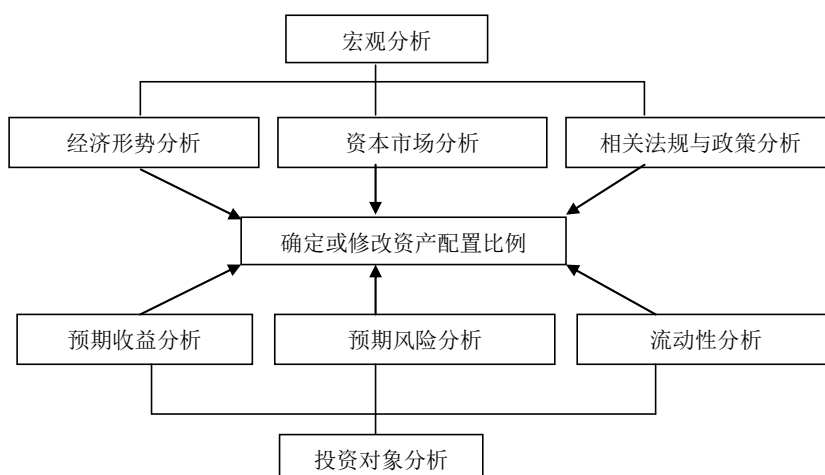 宏观分析
经济形势分析
资本市场分析
相关法规与政策分析
确定或修改资产配置比例
预期收益分析
预期风险分析
流动性分析
投资对象分析